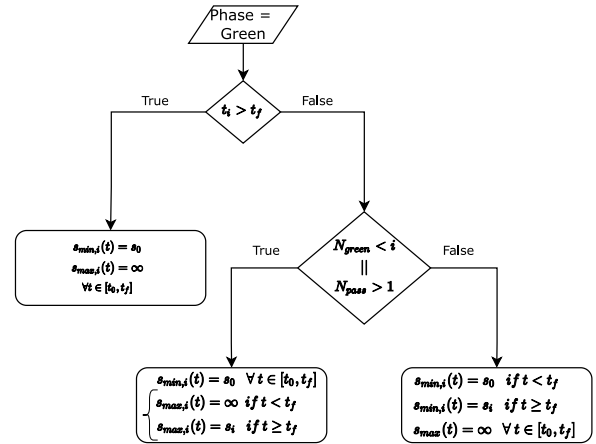 Phase =
Green
True
t_i > t_f
False
True
N_green < i
||
N_pass > 1
False
s_min,i(t) = s_0
s_max,i(t) = ∞
∀t ∈ [t_0, t_f]
s_min,i(t) = s_0 ∀ t ∈ [t_0, t_f]
s_max,i(t) = ∞ if t < t_f
s_max,i(t) = s_i if t ≥ t_f
s_min,i(t) = s_0 if t < t_f
s_min,i(t) = s_i if t ≥ t_f
s_max(t) = ∞ ∀ t ∈ [t_0, t_f]